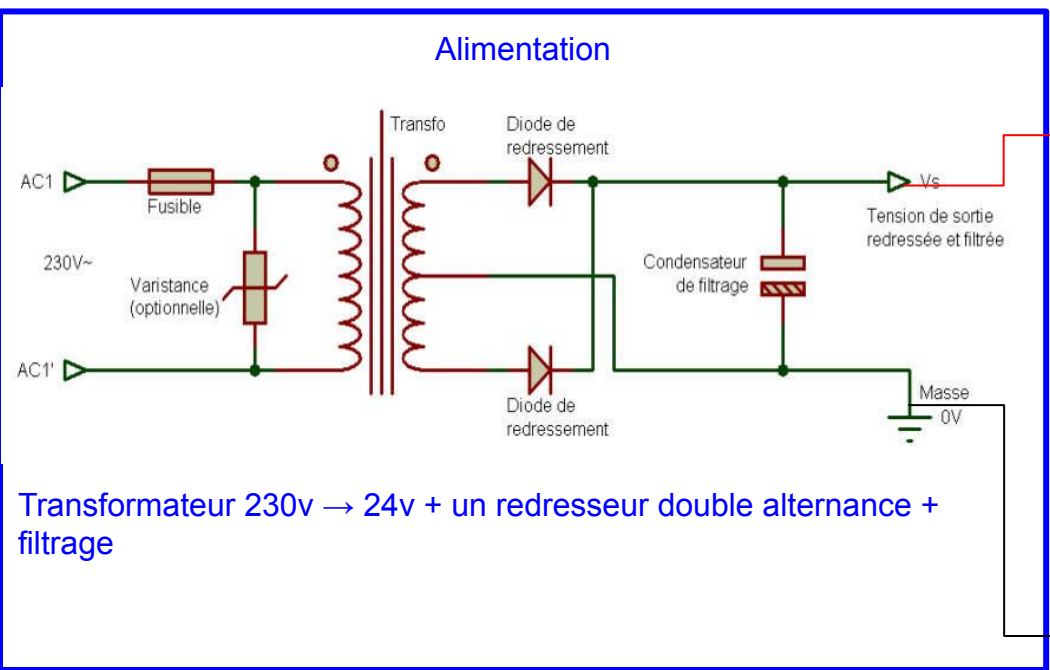 Alimentation
Transfo
Diode de
redressement
AC1
Fusible
Vs
Tension de sortie
redressée et filtrée
230V~
Varistance
(optionnelle)
Condensateur
de filtrage
AC1'
Diode de
redressement
Masse
0V
Transformateur 230v → 24v + un redresseur double alternance +
filtrage